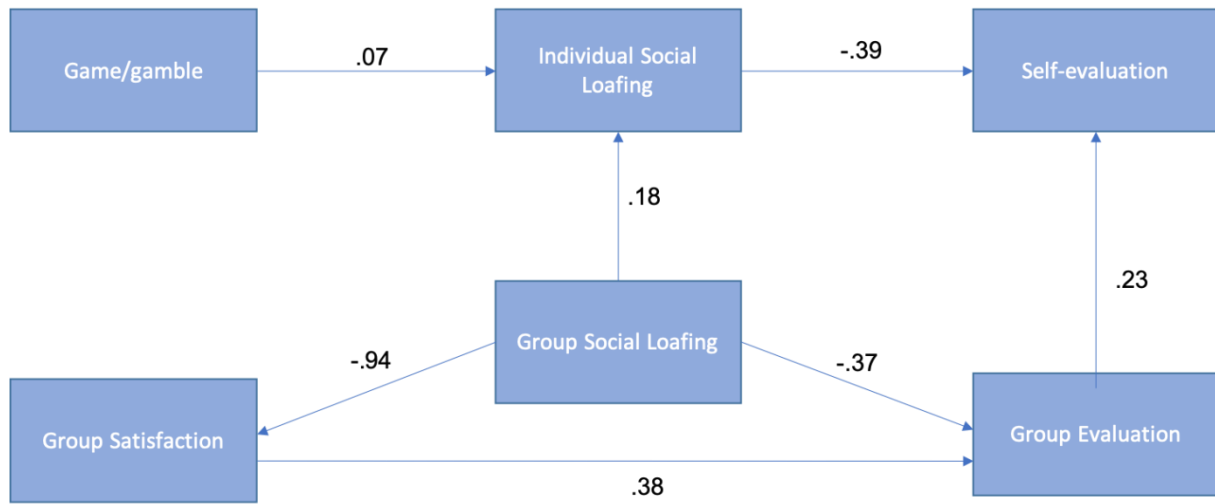 Game/gamble
.07
Individual Social
Loafing
-.39
Self-evaluation
.18
.23
Group Social Loafing
-.94
-.37
Group Satisfaction
Group Evaluation
.38